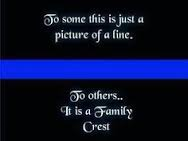 To some this is just a
picture of a line.
To others..
It is a Family
Crest